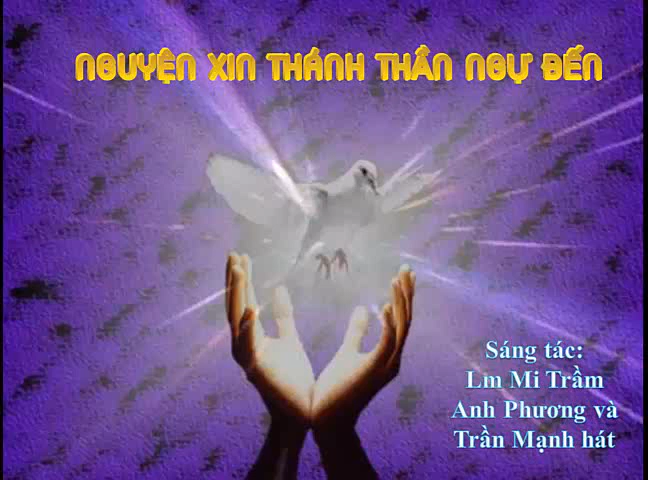 NGUYỆN XIN THÁNH THẦN NGỰ ĐẾN
Sáng tác:
Lm Mi Trầm
Anh Phương và
Trần Mạnh hát